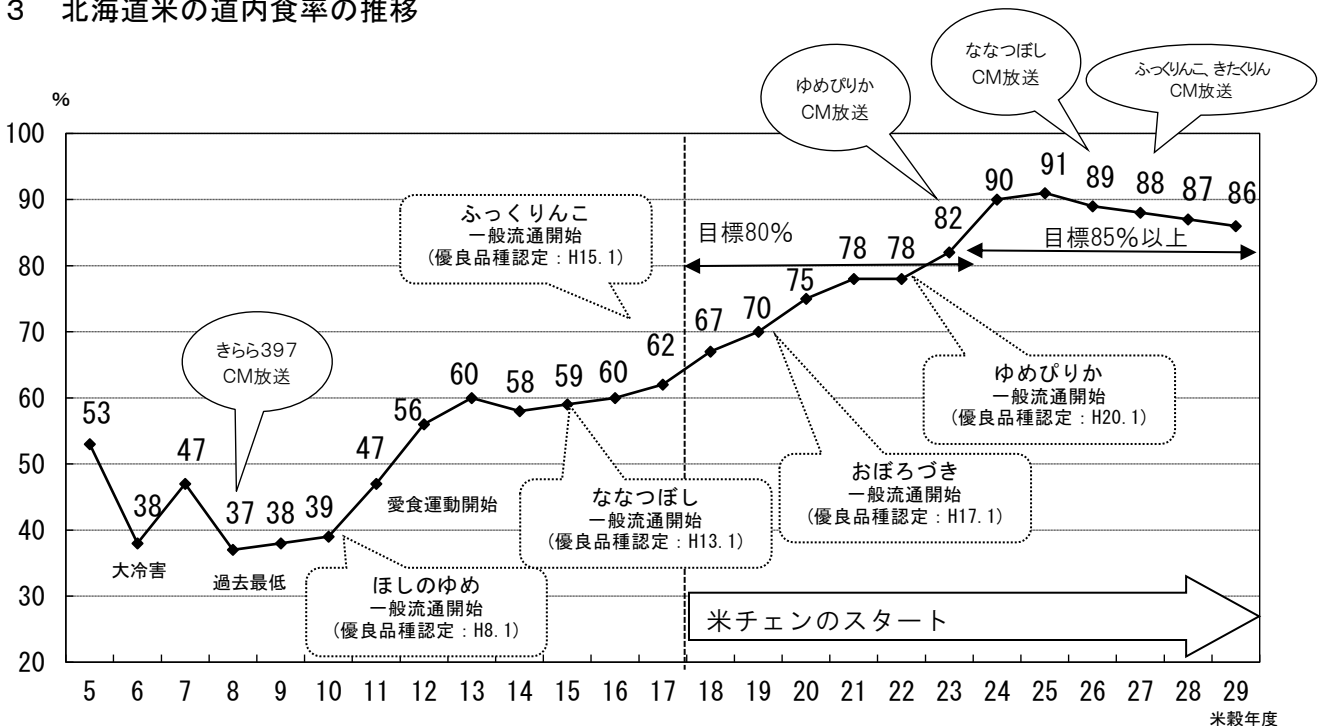 3 北海道米の道内食率の推移
%
100
90
80
70
60
50
40
30
20
ゆめぴりか
CM放送
ななつぼし
CM放送
ふっくりんこ、きたくりん
CM放送
きらら397
CM放送
ふっくりんこ
一般流通開始
(優良品種認定:H15.1)
目標80%
目標85%以上
53
38
47
37
38
39
47
56
60
58
59
60
62
67
70
75
78
78
82
90
91
89
88
87
86
大冷害
過去最低
愛食運動開始
ほしのゆめ
一般流通開始
(優良品種認定:H8.1)
ななつぼし
一般流通開始
(優良品種認定:H13.1)
おぼろづき
一般流通開始
(優良品種認定:H17.1)
ゆめぴりか
一般流通開始
(優良品種認定:H20.1)
米チェンのスタート
5 6 7 8 9 10 11 12 13 14 15 16 17 18 19 20 21 22 23 24 25 26 27 28 29
米穀年度